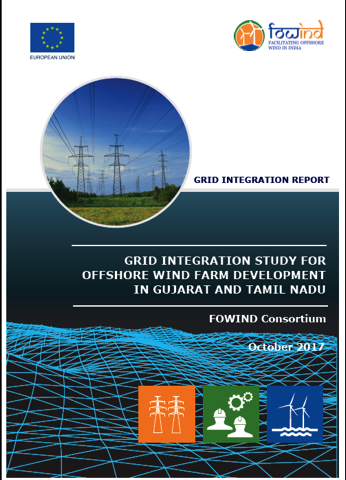 EUROPEAN UNION
fowind
FACILITATING OFFSHORE
WIND IN INDIA
GRID INTEGRATION REPORT
GRID INTEGRATION STUDY FOR
OFFSHORE WIND FARM DEVELOPMENT
IN GUJARAT AND TAMIL NADU
FOWIND Consortium
October 2017